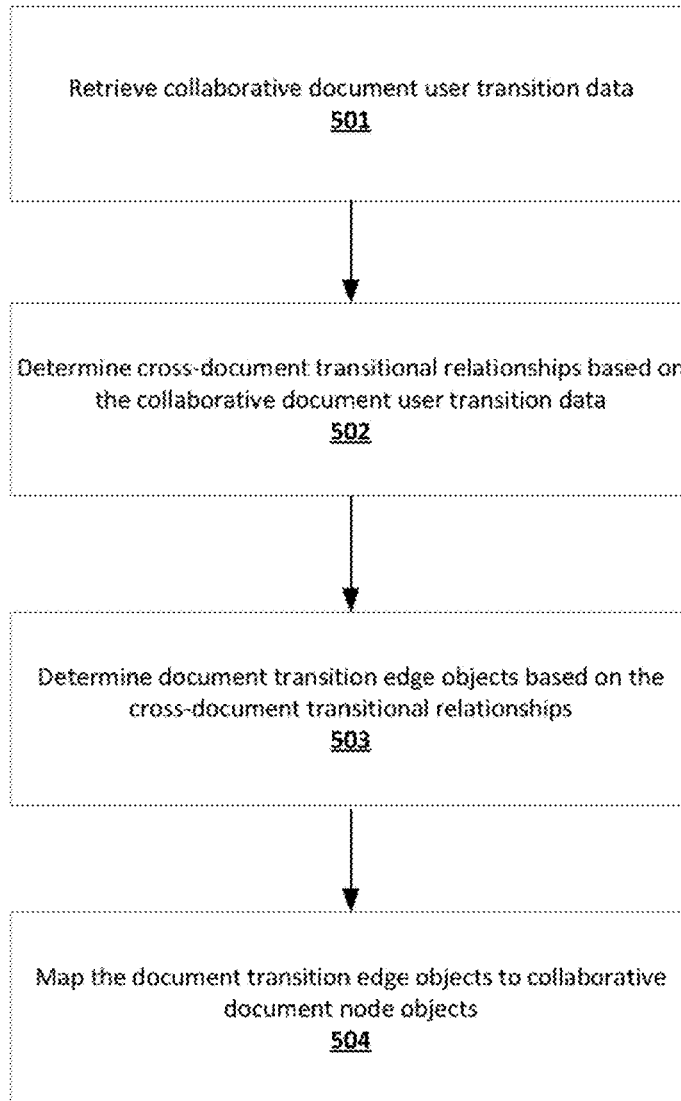 Retrieve collaborative document user transition data
501
Determine cross-document transitional relationships based on
the collaborative document user transition data
502
Determine document transition edge objects based on the
cross-document transitional relationships
503
Map the document transition edge objects to collaborative
document node objects
504